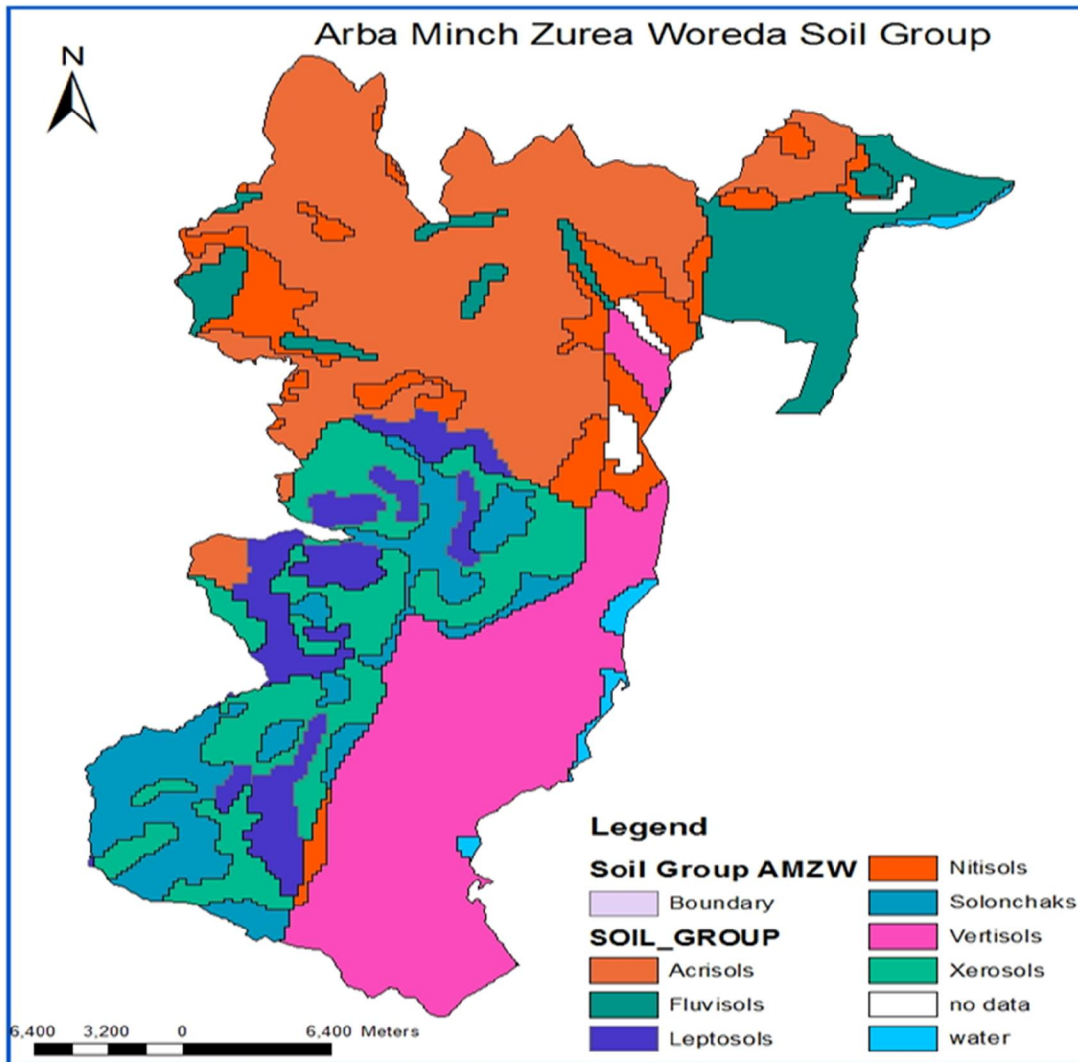 Arba Minch Zurea Woreda Soil Group
N
Legend
Soil Group AMZW
Boundary
SOIL_GROUP
Acrisols
Fluvisols
Leptosols
Nitisols
Solonchaks
Vertisols
Xerosols
no data
water
6,400 3,200 0 6,400 Meters